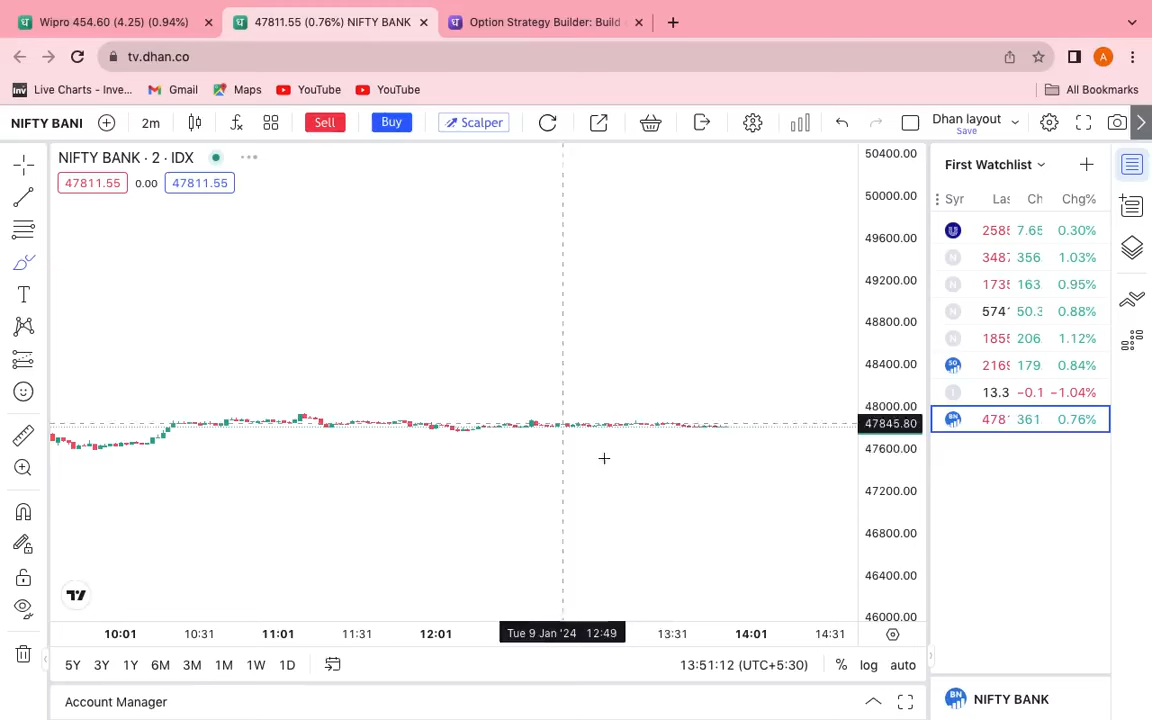 Wipro 454.60 (4.25) (0.94%)
47811.55 (0.76%) NIFTY BANK
Option Strategy Builder: Build
tv.dhan.co
A
Inv
Live Charts - Inve...
Gmail
Maps
YouTube
YouTube
All Bookmarks
NIFTY BANI
2m
Sell
Buy
Scalper
Dhan layout
Save
NIFTY BANK · 2 · IDX
47811.55
0.00
47811.55
50400.00
50000.00
49600.00
49200.00
48800.00
48400.00
48000.00
47845.80
47600.00
47200.00
46800.00
46400.00
46000.00
10:01
10:31
11:01
11:31
12:01
Tue 9 Jan '24 12:49
13:31
14:01
14:31
5Y 3Y 1Y 6M 3M 1M 1W 1D
13:51:12 (UTC+5:30)
% log auto
Account Manager
First Watchlist
Syr Las Ch Chg%
7.65 0.30%
356. 1.03%
163 0.95%
574 50.3 0.88%
206 1.12%
179 0.84%
13.3 −0.1 −1.04%
BN 478 361 0.76%
BN NIFTY BANK